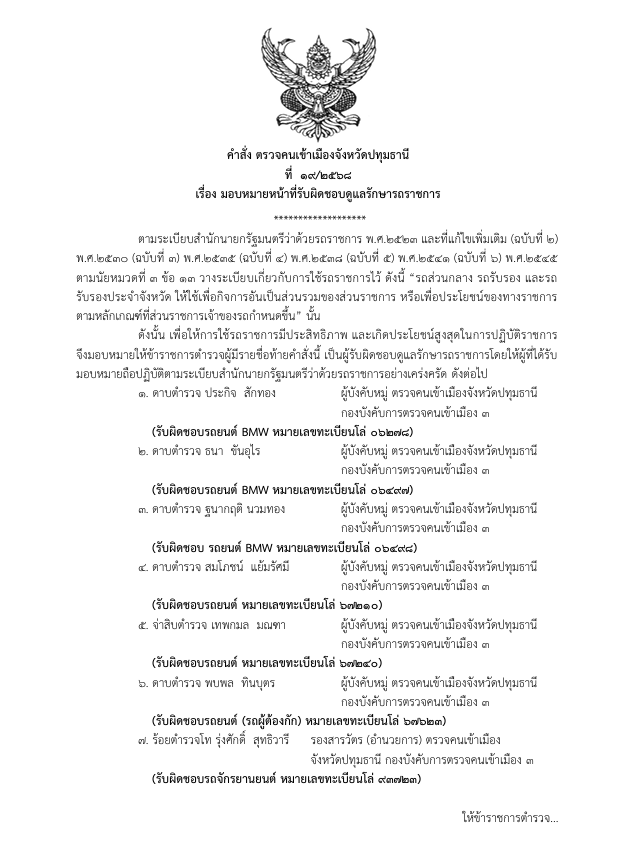 คำสั่ง ตรวจคนเข้าเมืองจังหวัดปทุมธานี
ที่ ๑๙/๒๕๖๘
เรื่อง มอบหมายหน้าที่รับผิดชอบดูแลรักษารถราชการ
*******************
ตามระเบียบสำนักนายกรัฐมนตรีว่าด้วยรถราชการ พ.ศ.๒๕๒๓ และที่แก้ไขเพิ่มเติม (ฉบับที่ ๒)
พ.ศ.๒๕๓๐ (ฉบับที่ ๓) พ.ศ.๒๕๓๕ (ฉบับที่ ๔) พ.ศ.๒๕๓๘ (ฉบับที่ ๕) พ.ศ.๒๕๔๑ (ฉบับที่ ๖) พ.ศ.๒๕๔๕
ตามนัยหมวดที่ ๓ ข้อ ๑๓ วางระเบียบเกี่ยวกับการใช้รถราชการไว้ ดังนี้ “รถส่วนกลาง รถรับรอง และรถ
รับรองประจำจังหวัด ให้ใช้เพื่อกิจการอันเป็นส่วนรวมของส่วนราชการ หรือเพื่อประโยชน์ของทางราชการ
ตามหลักเกณฑ์ที่ส่วนราชการเจ้าของรถกำหนดขึ้น” นั้น
ดังนั้น เพื่อให้การใช้รถราชการมีประสิทธิภาพ และเกิดประโยชน์สูงสุดในการปฏิบัติราชการ
จึงมอบหมายให้ข้าราชการตำรวจผู้มีรายชื่อท้ายคำสั่งนี้ เป็นผู้รับผิดชอบดูแลรักษารถราชการโดยให้ผู้ที่ได้รับ
มอบหมายถือปฏิบัติตามระเบียบสำนักนายกรัฐมนตรีว่าด้วยรถราชการอย่างเคร่งครัด ดังต่อไป
๑. ดาบตำรวจ ประกิจ สักทอง ผู้บังคับหมู่ ตรวจคนเข้าเมืองจังหวัดปทุมธานี
กองบังคับการตรวจคนเข้าเมือง ๓
(รับผิดชอบรถยนต์ BMW หมายเลขทะเบียนโล่ ๐๖๒๗๘)
๒. ดาบตำรวจ ธนา ขันอุไร ผู้บังคับหมู่ ตรวจคนเข้าเมืองจังหวัดปทุมธานี
กองบังคับการตรวจคนเข้าเมือง ๓
(รับผิดชอบรถยนต์ BMW หมายเลขทะเบียนโล่ ๐๖๔๙๗)
๓. ดาบตำรวจ ฐนากฤติ นวมทอง ผู้บังคับหมู่ ตรวจคนเข้าเมืองจังหวัดปทุมธานี
กองบังคับการตรวจคนเข้าเมือง ๓
(รับผิดชอบ รถยนต์ BMW หมายเลขทะเบียนโล่ ๐๖๔๙๘)
๔. ดาบตำรวจ สมโภชน์ แย้มรัศมี ผู้บังคับหมู่ ตรวจคนเข้าเมืองจังหวัดปทุมธานี
กองบังคับการตรวจคนเข้าเมือง ๓
(รับผิดชอบรถยนต์ หมายเลขทะเบียนโล่ ๖๗๒๑๐)
๕. จ่าสิบตำรวจ เทพกมล มณฑา ผู้บังคับหมู่ ตรวจคนเข้าเมืองจังหวัดปทุมธานี
กองบังคับการตรวจคนเข้าเมือง ๓
(รับผิดชอบรถยนต์ หมายเลขทะเบียนโล่ ๖๗๒๔๐)
๖. ดาบตำรวจ พบพล ทินบุตร ผู้บังคับหมู่ ตรวจคนเข้าเมืองจังหวัดปทุมธานี
กองบังคับการตรวจคนเข้าเมือง ๓
(รับผิดชอบรถยนต์ (รถผู้ต้องกัก) หมายเลขทะเบียนโล่ ๖๗๖๒๓)
๗. ร้อยตำรวจโท รุ่งศักดิ์ สุทธิวารี รองสารวัตร (อำนวยการ) ตรวจคนเข้าเมือง
จังหวัดปทุมธานี กองบังคับการตรวจคนเข้าเมือง ๓
(รับผิดชอบรถจักรยานยนต์ หมายเลขทะเบียนโล่ ๙๓๗๒๓)
ให้ข้าราชการตำรวจ...